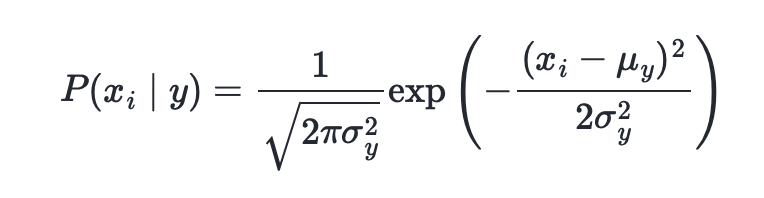 P(x_i | y) = \frac{1}{\sqrt{2\pi\sigma_y^2}} \exp\left(-\frac{(x_i - \mu_y)^2}{2\sigma_y^2}\right)